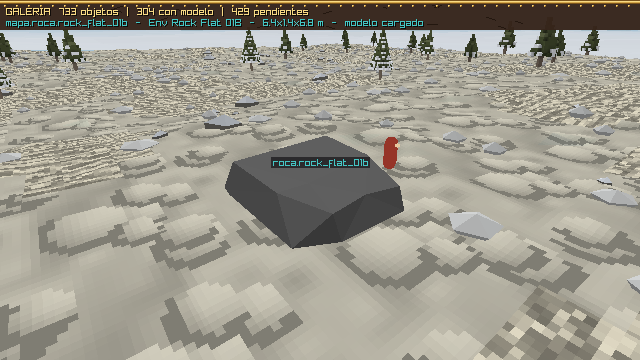 GALERIA 733 objetos | 304 con modelo | 429 pendientes
mapa.roca.rock_flat_01b - Env Rock Flat 01B - 6.4x1.4x6.8 m - modelo cargado
roca.rock_flat_01b